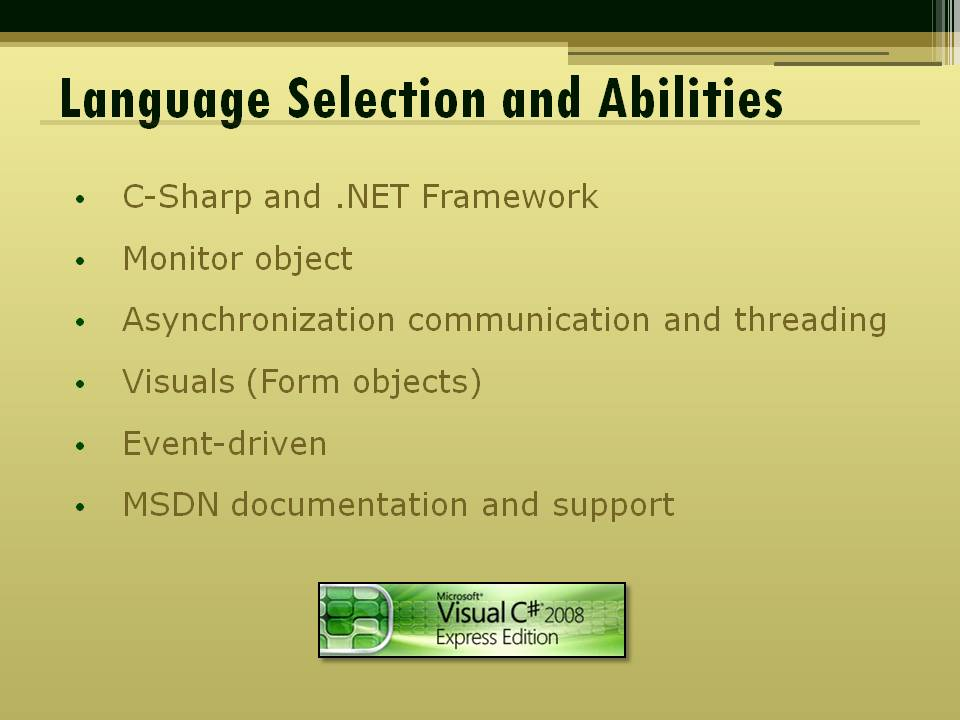 Language Selection and Abilities
• C-Sharp and .NET Framework
• Monitor object
• Asynchronization communication and threading
• Visuals (Form objects)
• Event-driven
• MSDN documentation and support
Microsoft®
Visual C#® 2008
Express Edition